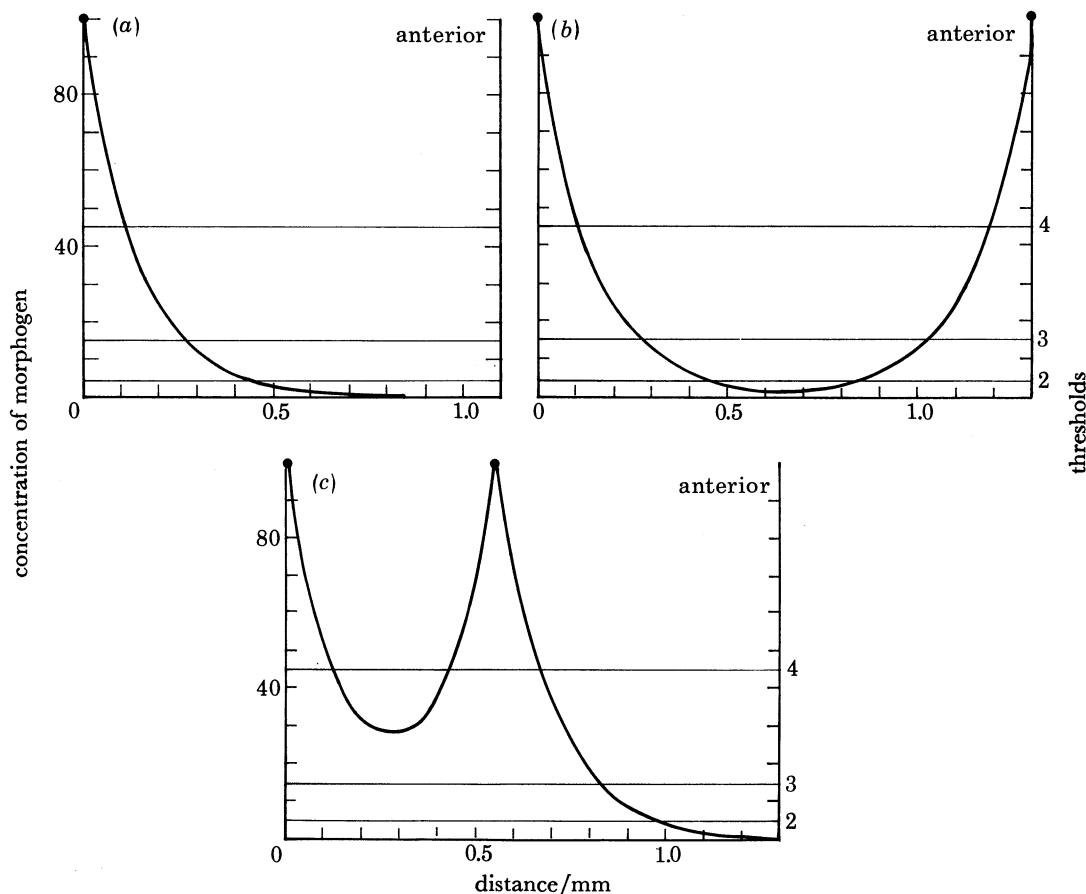 (a)
anterior
80
40
0
0.5
1.0
(b)
anterior
4
3
2
0
0.5
1.0
(c)
anterior
80
40
4
3
2
0
0.5
1.0
concentration of morphogen
thresholds
distance/mm